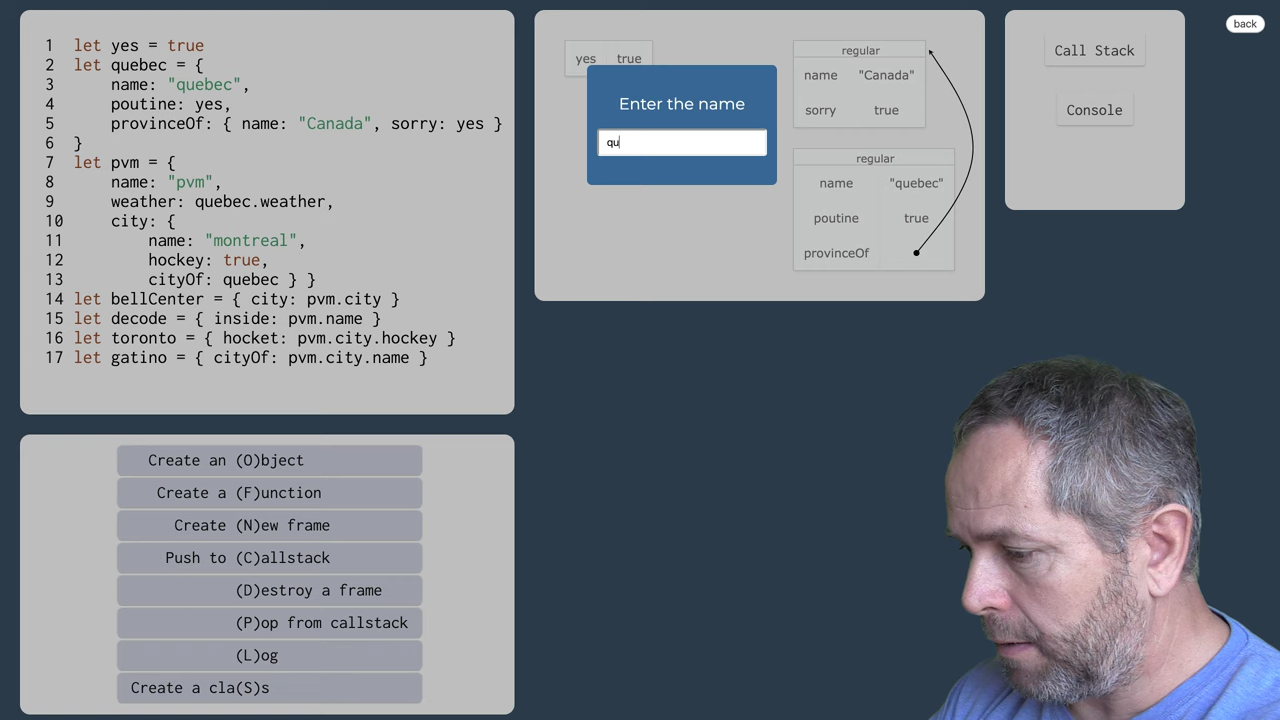 back
1 let yes = true
2 let quebec = {
3 name: "quebec",
4 poutine: yes,
5 provinceOf: { name: "Canada", sorry: yes }
6 }
7 let pvm = {
8 name: "pvm",
9 weather: quebec.weather,
10 city: {
11 name: "montreal",
12 hockey: true,
13 cityOf: quebec } }
14 let bellCenter = { city: pvm.city }
15 let decode = { inside: pvm.name }
16 let toronto = { hocket: pvm.city.hockey }
17 let gatino = { cityOf: pvm.city.name }
yes true
Enter the name
qu
regular
name "Canada"
sorry true
regular
name "quebec"
poutine true
provinceOf
Call Stack
Console
Create an (O)bject
Create a (F)unction
Create (N)ew frame
Push to (C)allstack
(D)estroy a frame
(P)op from callstack
(L)og
Create a cla(S)s